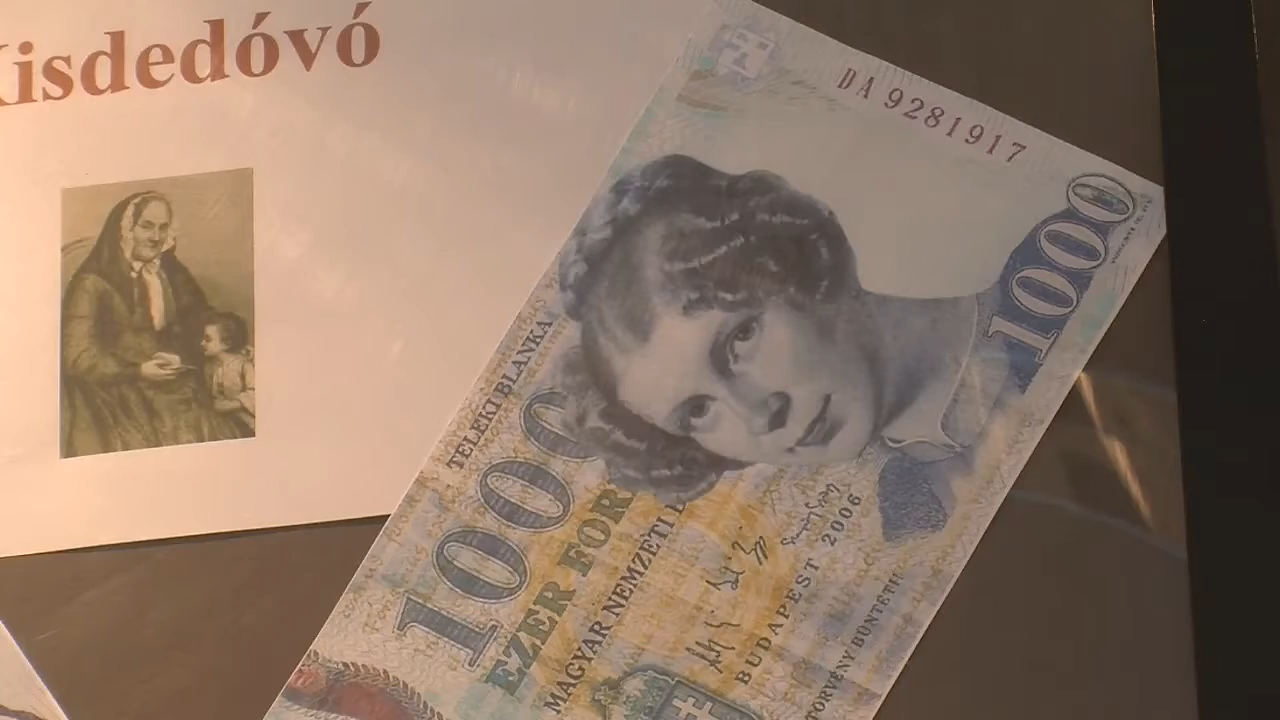 Kisdedóvó
DA 9281917
1000
TELEKI BLANKA
1000
EZER FOR
MAGYAR NEMZETI
BUDAPEST 2006
TÖRVÉNY BÜNTETI